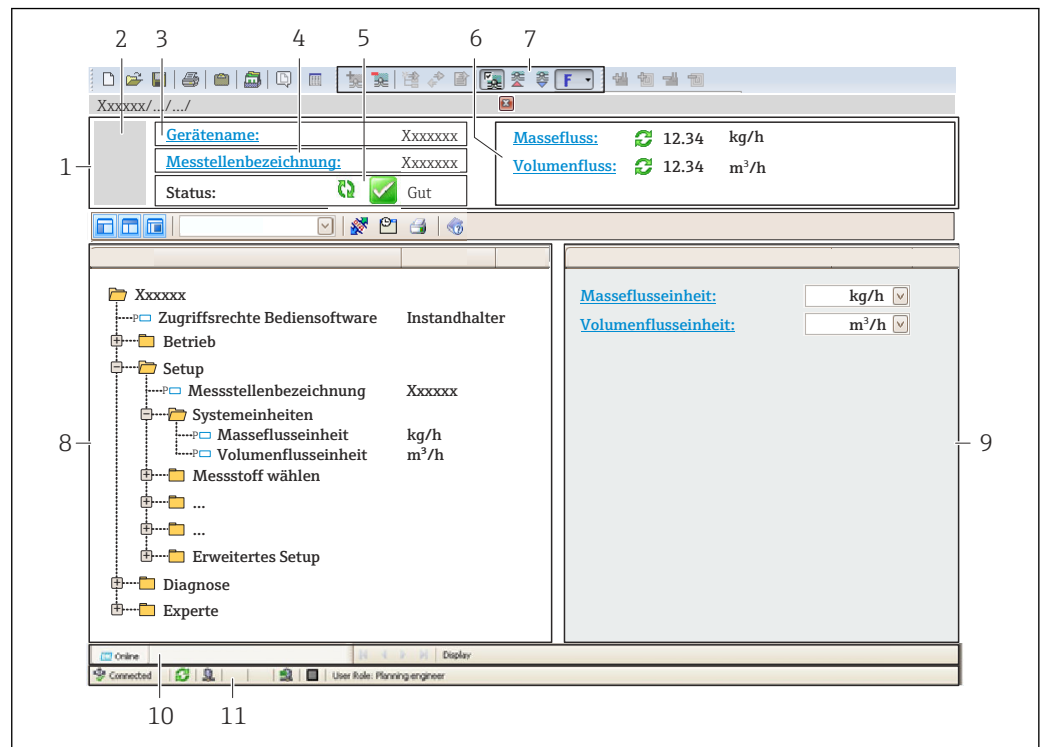 2 3 4 5 6 7
F
Xxxxxx/.../.../
1
Gerätename: Xxxxxxx
Messtellenbezeichnung: Xxxxxxx
Status: Gut
Massefluss: 12.34 kg/h
Volumenfluss: 12.34 m³/h
Xxxxxx
P Zugriffsrechte Bediensoftware Instandhalter
Betrieb
Setup
P Messstellenbezeichnung Xxxxxx
Systemeinheiten
P Masseflusseinheit kg/h
P Volumenflusseinheit m³/h
Messstoff wählen
...
...
Erweitertes Setup
Diagnose
Experte
8
Masseflusseinheit: kg/h
Volumenflusseinheit: m³/h
9
Online Display
Connected User Role: Planning engineer
10 11